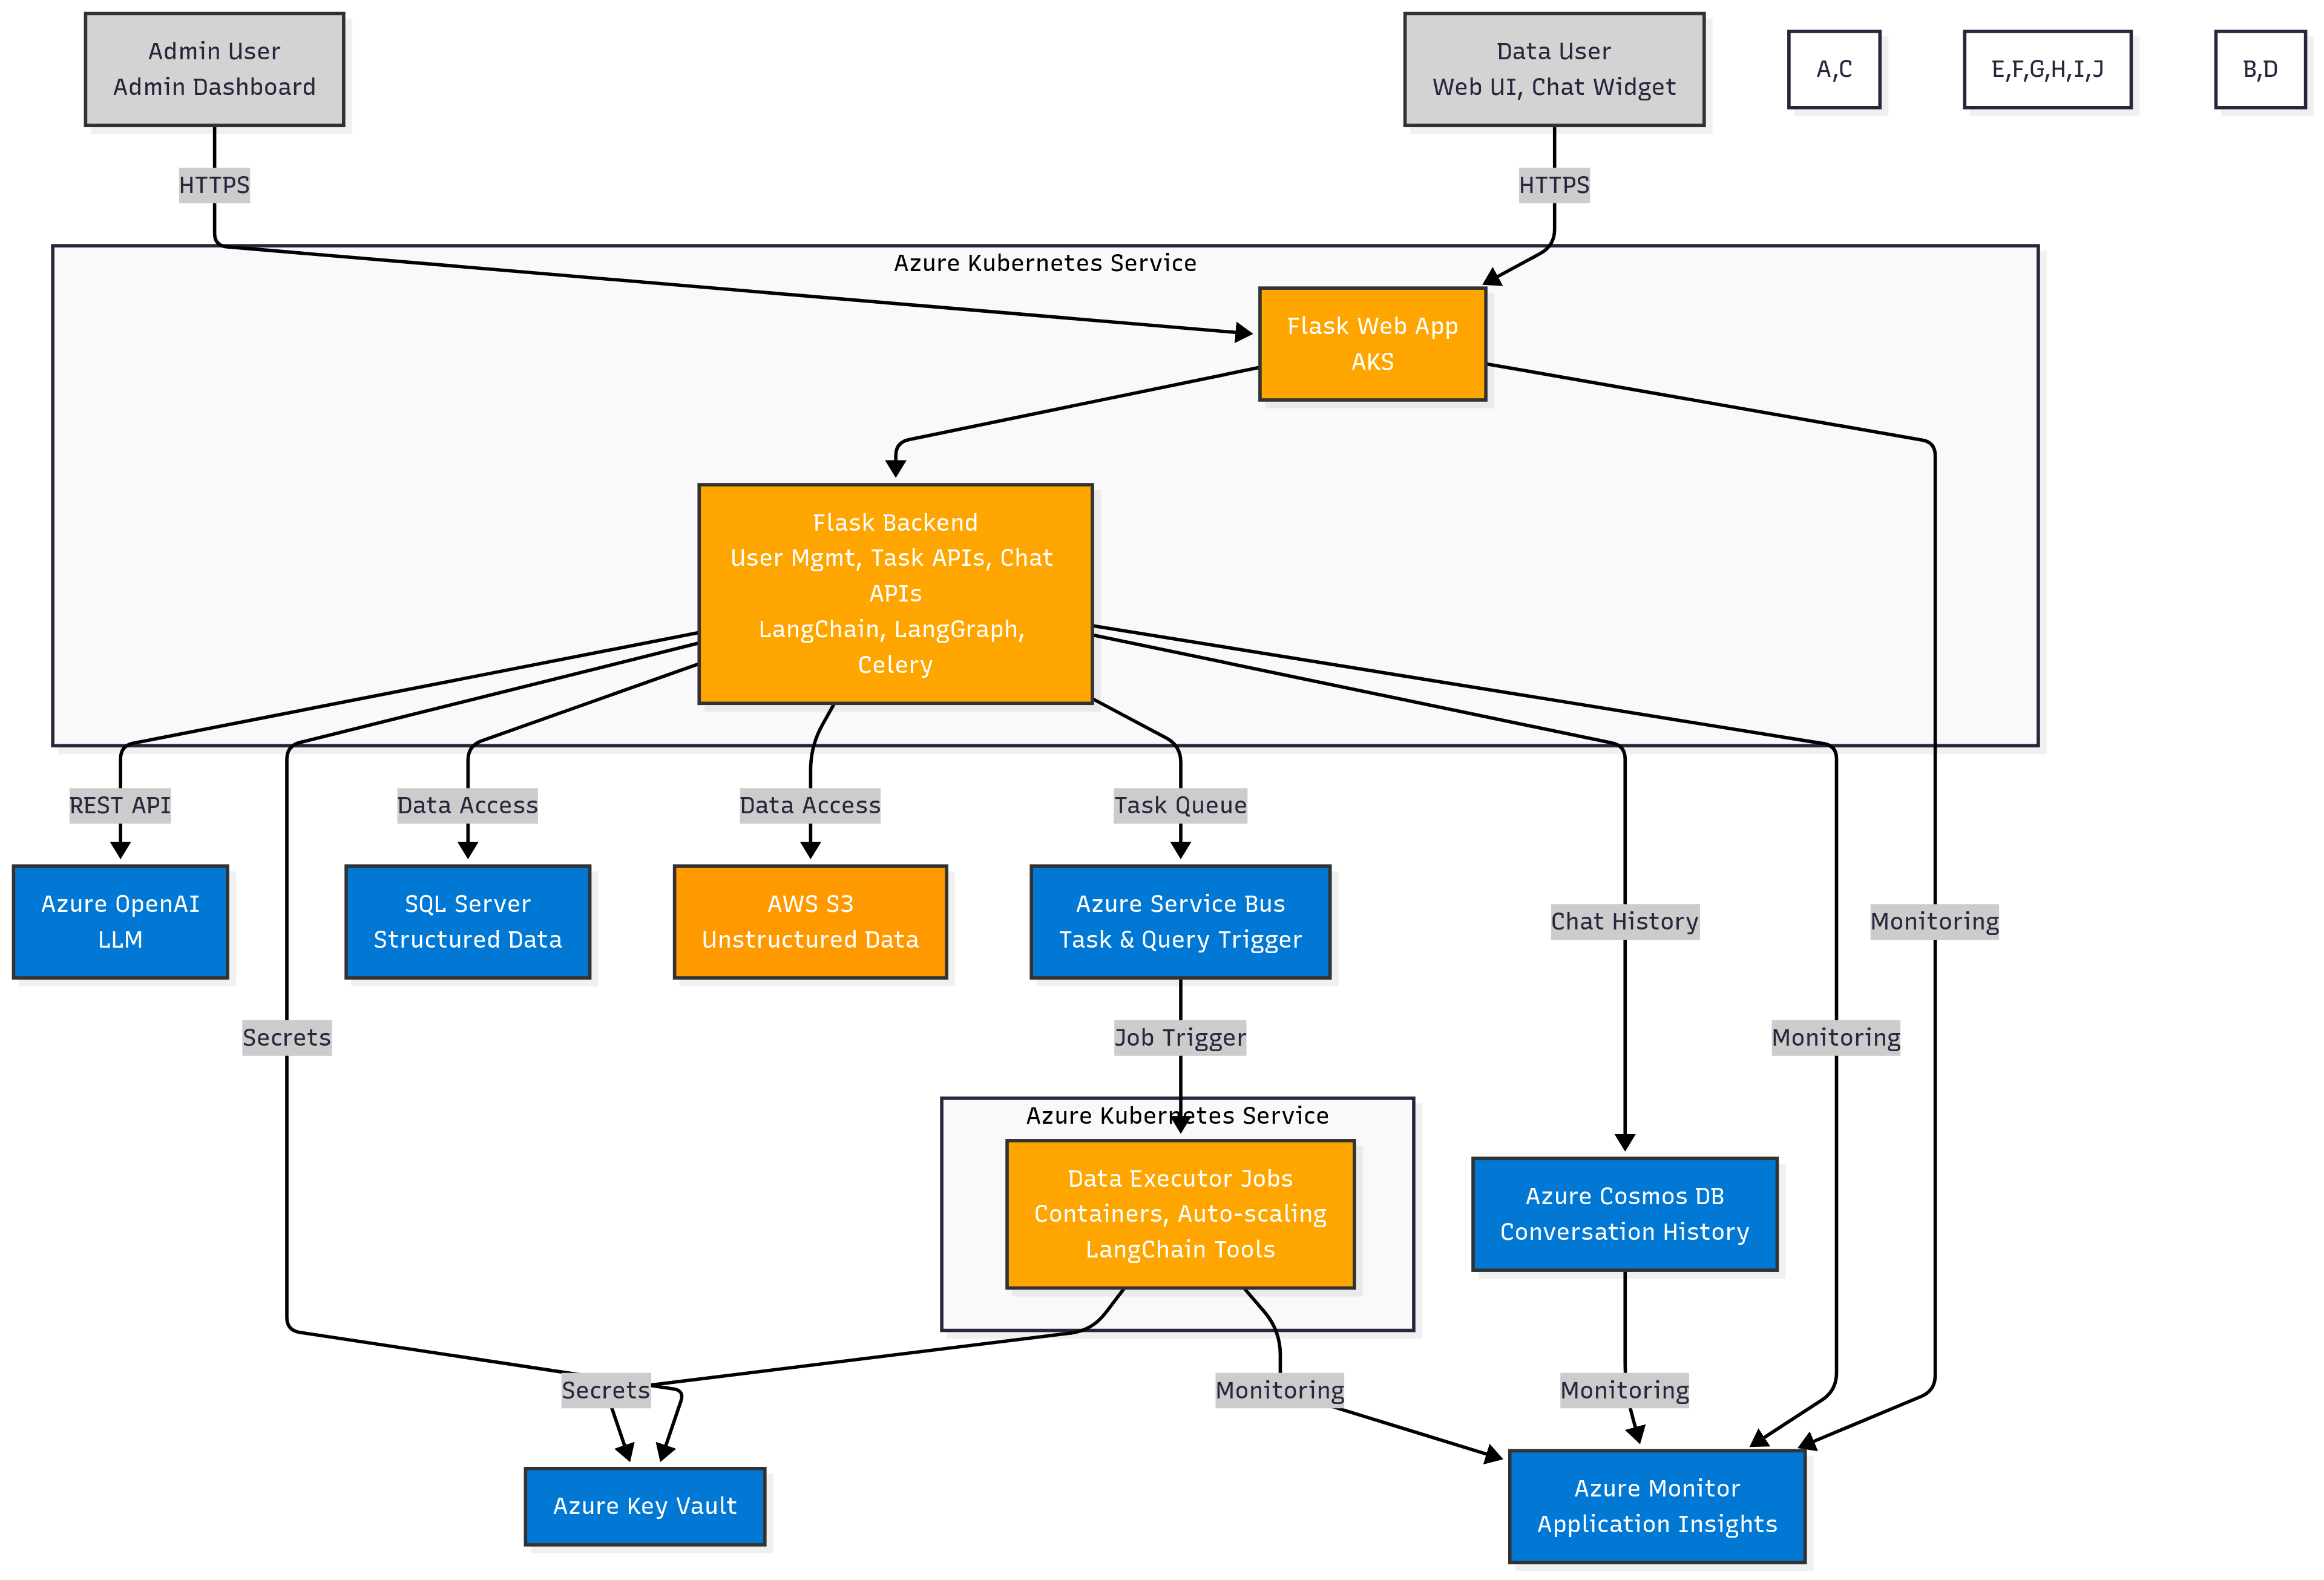 Admin User
Admin Dashboard
Data User
Web UI, Chat Widget
A,C
E,F,G,H,I,J
B,D
HTTPS
HTTPS
Azure Kubernetes Service
Flask Web App
AKS
Flask Backend
User Mgmt, Task APIs, Chat
APIs
LangChain, LangGraph,
Celery
REST API
Data Access
Data Access
Task Queue
Azure OpenAI
LLM
SQL Server
Structured Data
AWS S3
Unstructured Data
Azure Service Bus
Task & Query Trigger
Chat History
Monitoring
Secrets
Job Trigger
Monitoring
Azure Kubernetes Service
Data Executor Jobs
Containers, Auto-scaling
LangChain Tools
Azure Cosmos DB
Conversation History
Secrets
Monitoring
Monitoring
Azure Key Vault
Azure Monitor
Application Insights